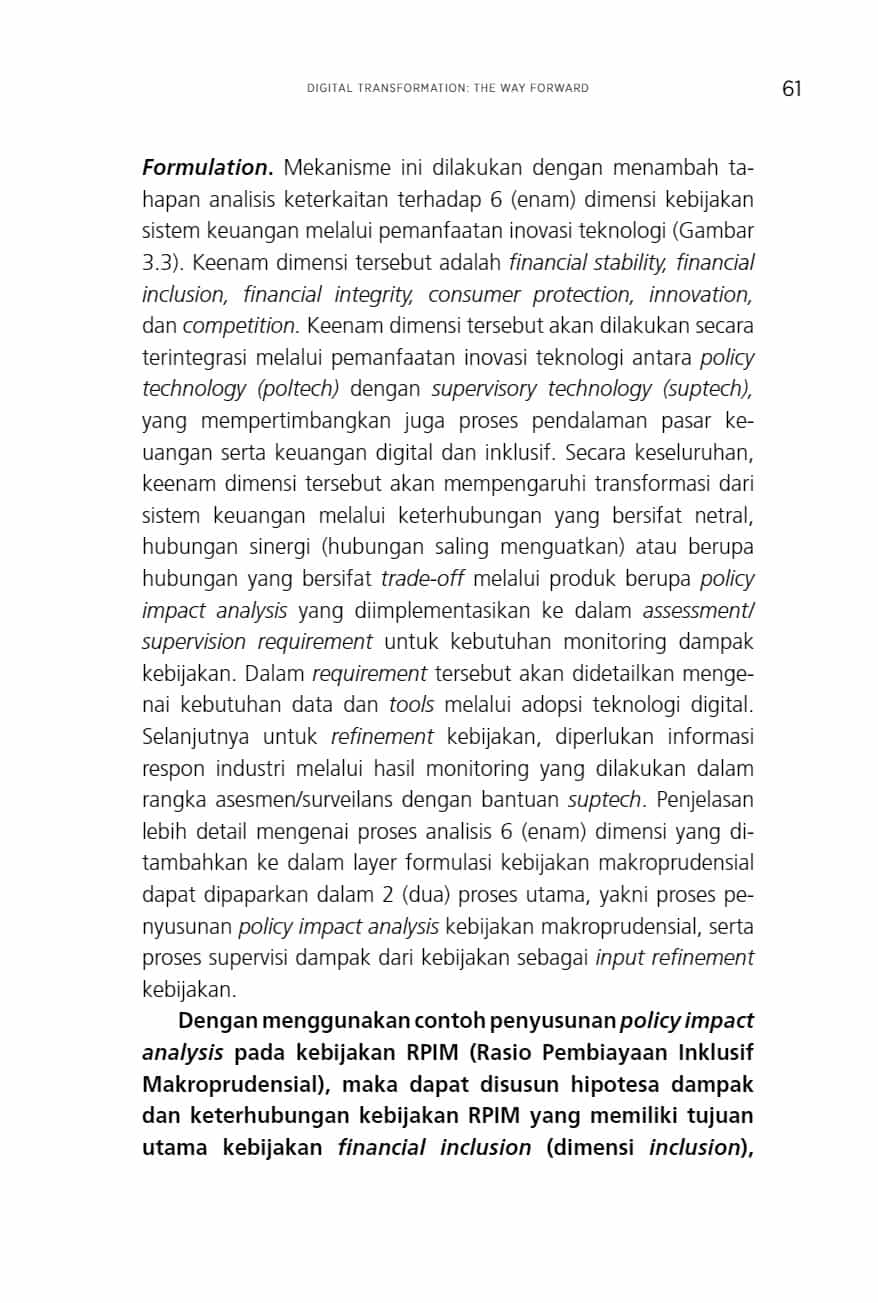 DIGITAL TRANSFORMATION: THE WAY FORWARD
61
Formulation. Mekanisme ini dilakukan dengan menambah ta-
hapan analisis keterkaitan terhadap 6 (enam) dimensi kebijakan
sistem keuangan melalui pemanfaatan inovasi teknologi (Gambar
3.3). Keenam dimensi tersebut adalah financial stability, financial
inclusion, financial integrity, consumer protection, innovation,
dan competition. Keenam dimensi tersebut akan dilakukan secara
terintegrasi melalui pemanfaatan inovasi teknologi antara policy
technology (poltech) dengan supervisory technology (suptech),
yang mempertimbangkan juga proses pendalaman pasar ke-
uangan serta keuangan digital dan inklusif. Secara keseluruhan,
keenam dimensi tersebut akan mempengaruhi transformasi dari
sistem keuangan melalui keterhubungan yang bersifat netral,
hubungan sinergi (hubungan saling menguatkan) atau berupa
hubungan yang bersifat trade-off melalui produk berupa policy
impact analysis yang diimplementasikan ke dalam assessment/
supervision requirement untuk kebutuhan monitoring dampak
kebijakan. Dalam requirement tersebut akan didetailkan menge-
nai kebutuhan data dan tools melalui adopsi teknologi digital.
Selanjutnya untuk refinement kebijakan, diperlukan informasi
respon industri melalui hasil monitoring yang dilakukan dalam
rangka asesmen/surveilans dengan bantuan suptech. Penjelasan
lebih detail mengenai proses analisis 6 (enam) dimensi yang di-
tambahkan ke dalam layer formulasi kebijakan makroprudensial
dapat dipaparkan dalam 2 (dua) proses utama, yakni proses pe-
nyusunan policy impact analysis kebijakan makroprudensial, serta
proses supervisi dampak dari kebijakan sebagai input refinement
kebijakan.
Dengan menggunakan contoh penyusunan policy impact
analysis pada kebijakan RPIM (Rasio Pembiayaan Inklusif
Makroprudensial), maka dapat disusun hipotesa dampak
dan keterhubungan kebijakan RPIM yang memiliki tujuan
utama kebijakan financial inclusion (dimensi inclusion),